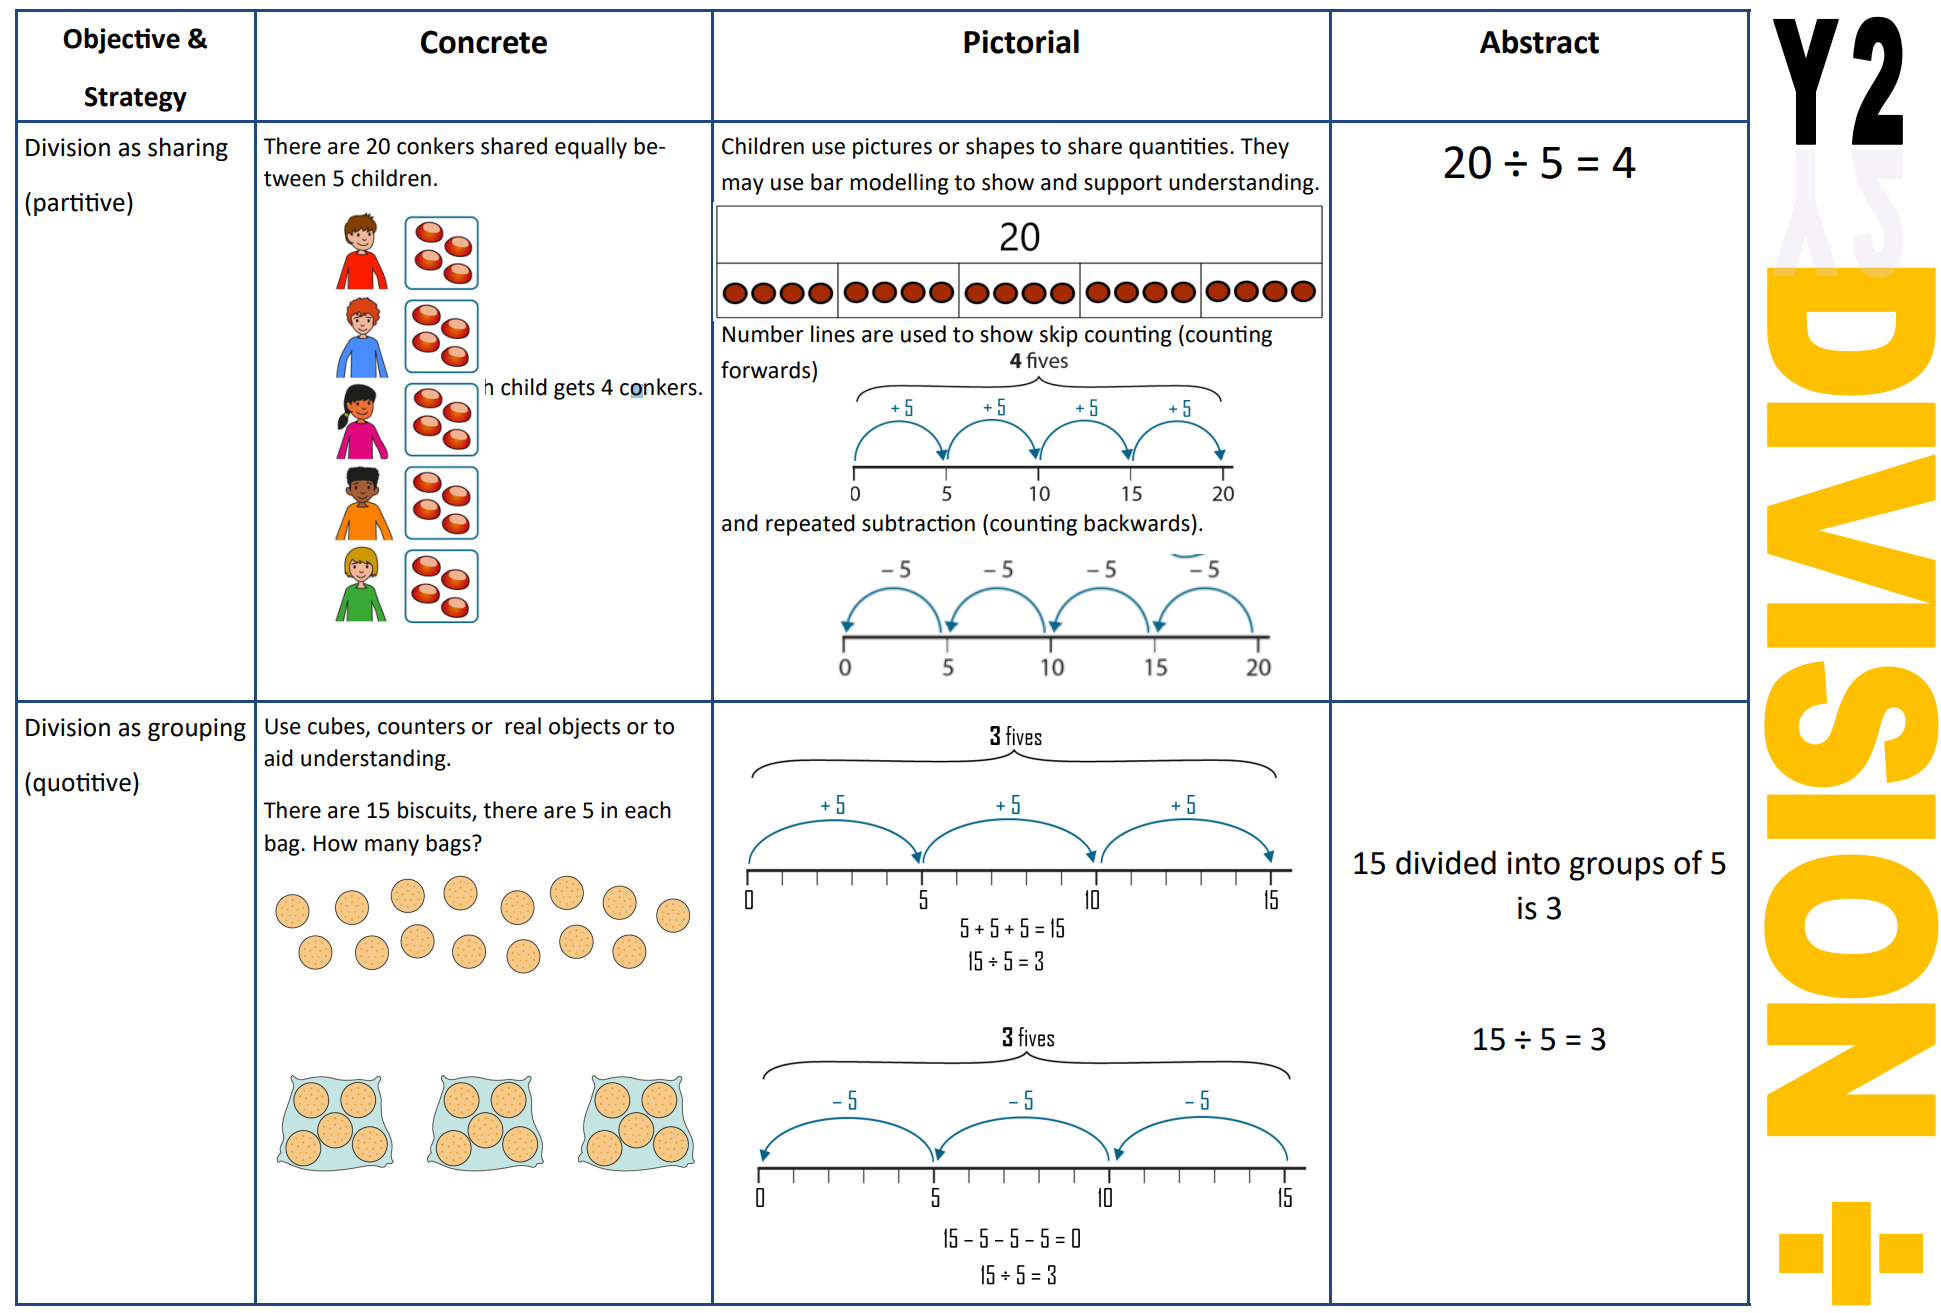 Objective &
Strategy
Concrete
Pictorial
Abstract
Y2
DIVISION ÷
Division as sharing
(partitive)
There are 20 conkers shared equally be-
tween 5 children.
h child gets 4 conkers.
Children use pictures or shapes to share quantities. They
may use bar modelling to show and support understanding.
20
Number lines are used to show skip counting (counting
forwards)
4 fives
+ 5 + 5 + 5 + 5
0 5 10 15 20
and repeated subtraction (counting backwards).
– 5 – 5 – 5 – 5
0 5 10 15 20
20 ÷ 5 = 4
Division as grouping
(quotitive)
Use cubes, counters or  real objects or to
aid understanding.
There are 15 biscuits, there are 5 in each
bag. How many bags?
3 fives
+ 5 + 5 + 5
0 5 10 15
5 + 5 + 5 = 15
15 ÷ 5 = 3
3 fives
– 5 – 5 – 5
0 5 10 15
15 – 5 – 5 – 5 = 0
15 ÷ 5 = 3
15 divided into groups of 5
is 3
15 ÷ 5 = 3